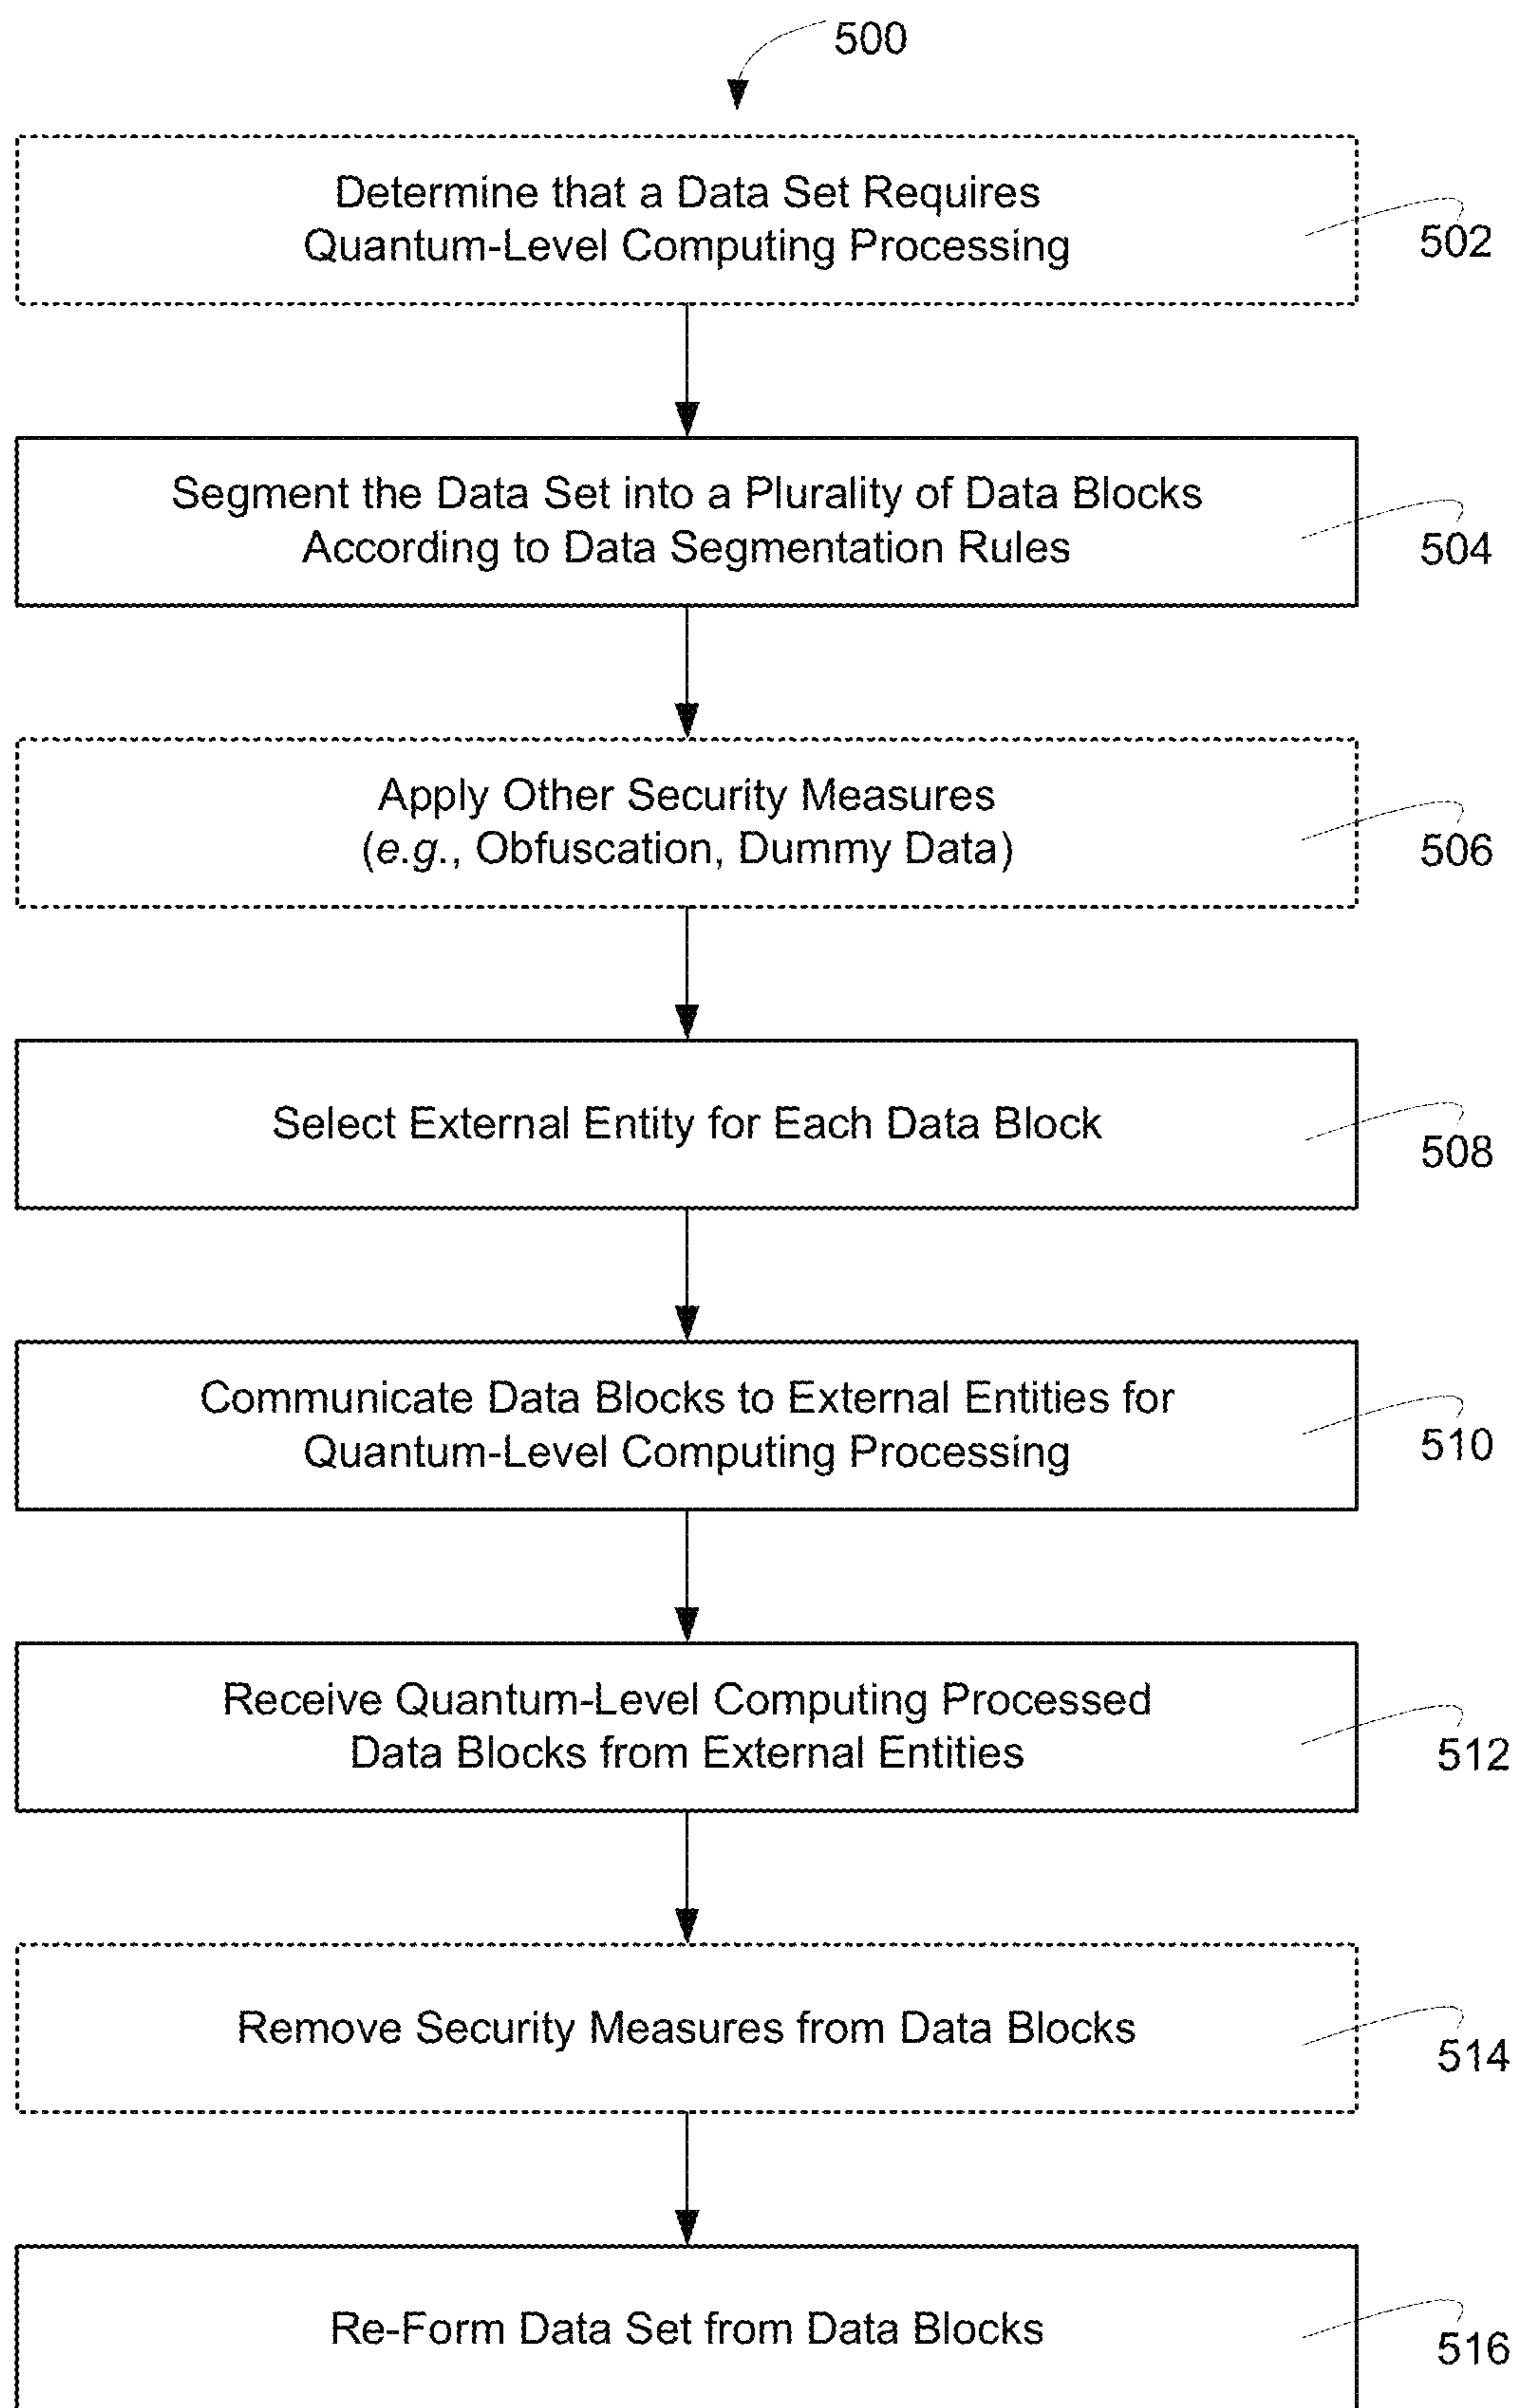 500
Determine that a Data Set Requires
Quantum-Level Computing Processing
502
Segment the Data Set into a Plurality of Data Blocks
According to Data Segmentation Rules
504
Apply Other Security Measures
(e.g., Obfuscation, Dummy Data)
506
Select External Entity for Each Data Block
508
Communicate Data Blocks to External Entities for
Quantum-Level Computing Processing
510
Receive Quantum-Level Computing Processed
Data Blocks from External Entities
512
Remove Security Measures from Data Blocks
514
Re-Form Data Set from Data Blocks
516